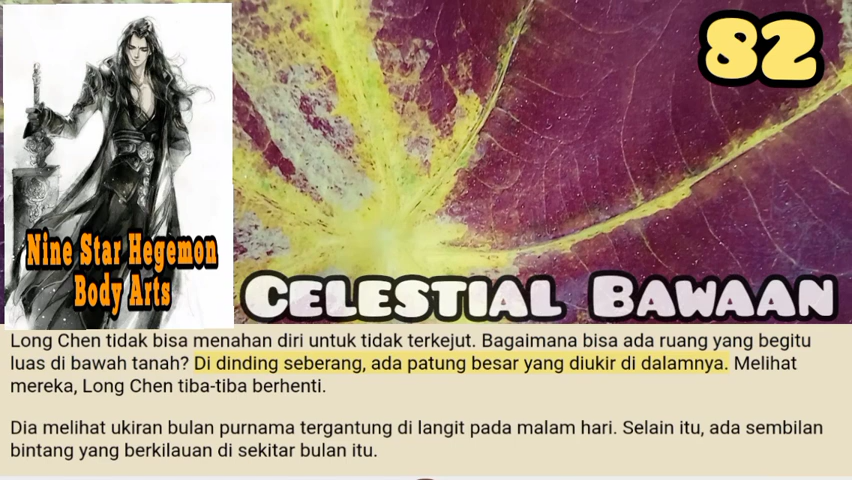 82
Nine Star Hegemon
Body Arts
Celestial Bawaan
Long Chen tidak bisa menahan diri untuk tidak terkejut. Bagaimana bisa ada ruang yang begitu
luas di bawah tanah? Di dinding seberang, ada patung besar yang diukir di dalamnya. Melihat
mereka, Long Chen tiba-tiba berhenti.
Dia melihat ukiran bulan purnama tergantung di langit pada malam hari. Selain itu, ada sembilan
bintang yang berkilauan di sekitar bulan itu.